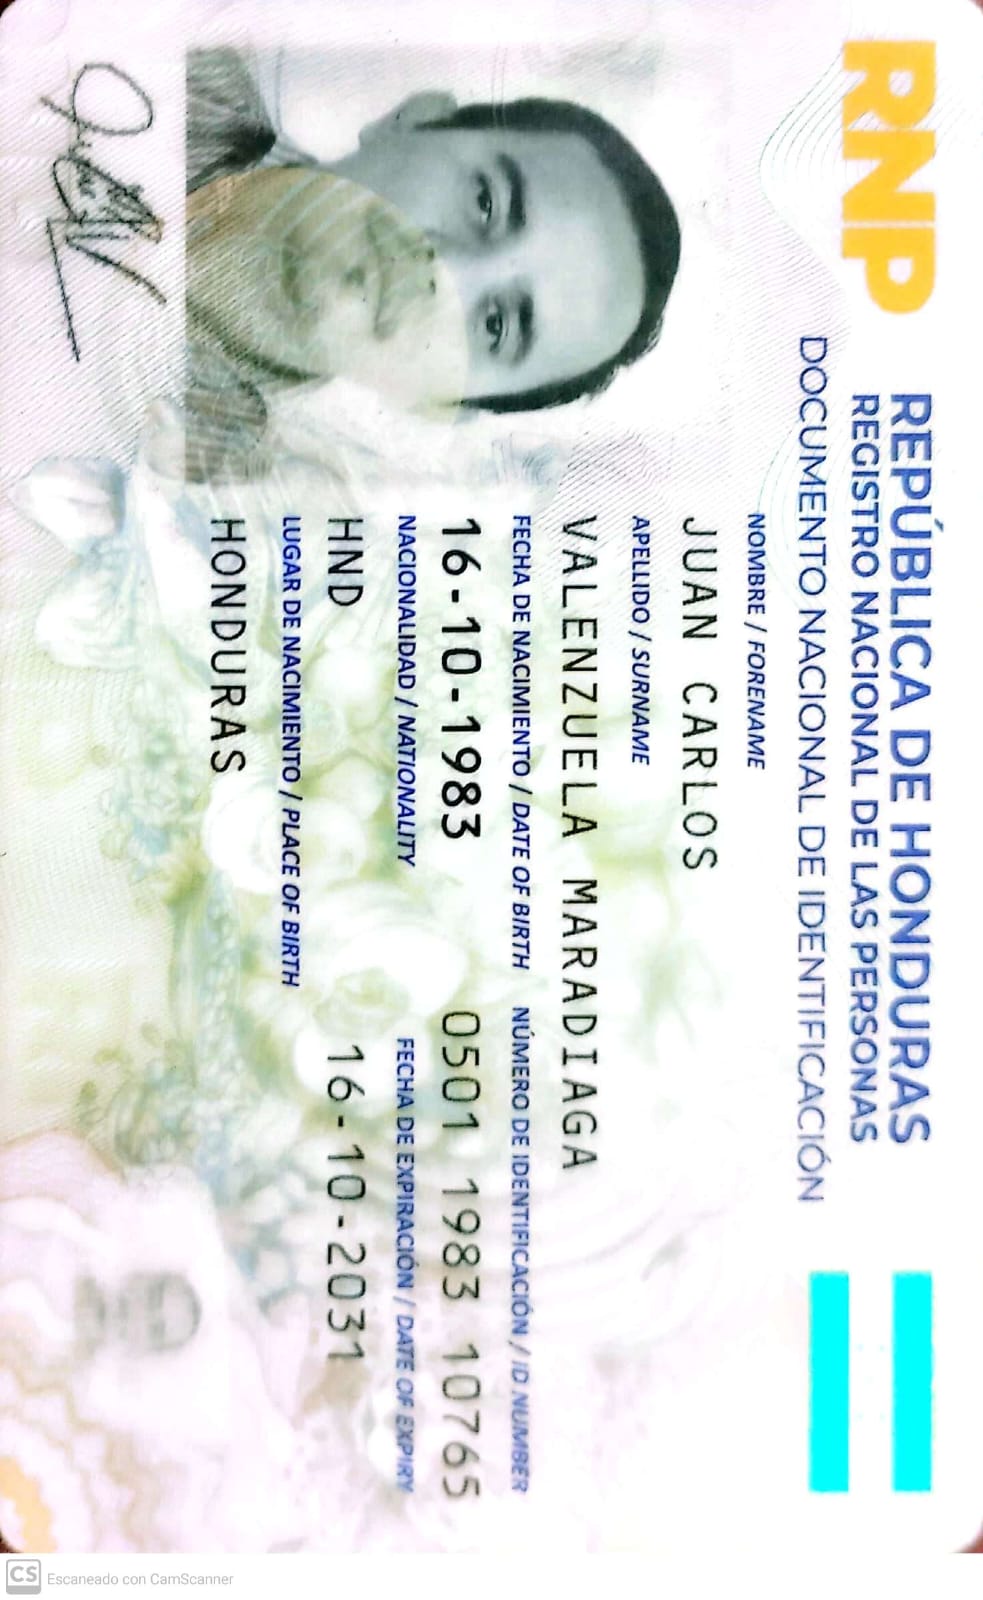 RNP
REPÚBLICA DE HONDURAS
REGISTRO NACIONAL DE LAS PERSONAS
DOCUMENTO NACIONAL DE IDENTIFICACIÓN
NOMBRE / FORENAME
JUAN CARLOS
APELLIDO / SURNAME
VALENZUELA MARADIAGA
FECHA DE NACIMIENTO / DATE OF BIRTH NÚMERO DE IDENTIFICACIÓN / ID NUMBER
16-10-1983 0501 1983 10765
NACIONALIDAD / NATIONALITY FECHA DE EXPIRACIÓN / DATE OF EXPIRY
HND 16-10-2031
LUGAR DE NACIMIENTO / PLACE OF BIRTH
HONDURAS
CS Escaneado con CamScanner